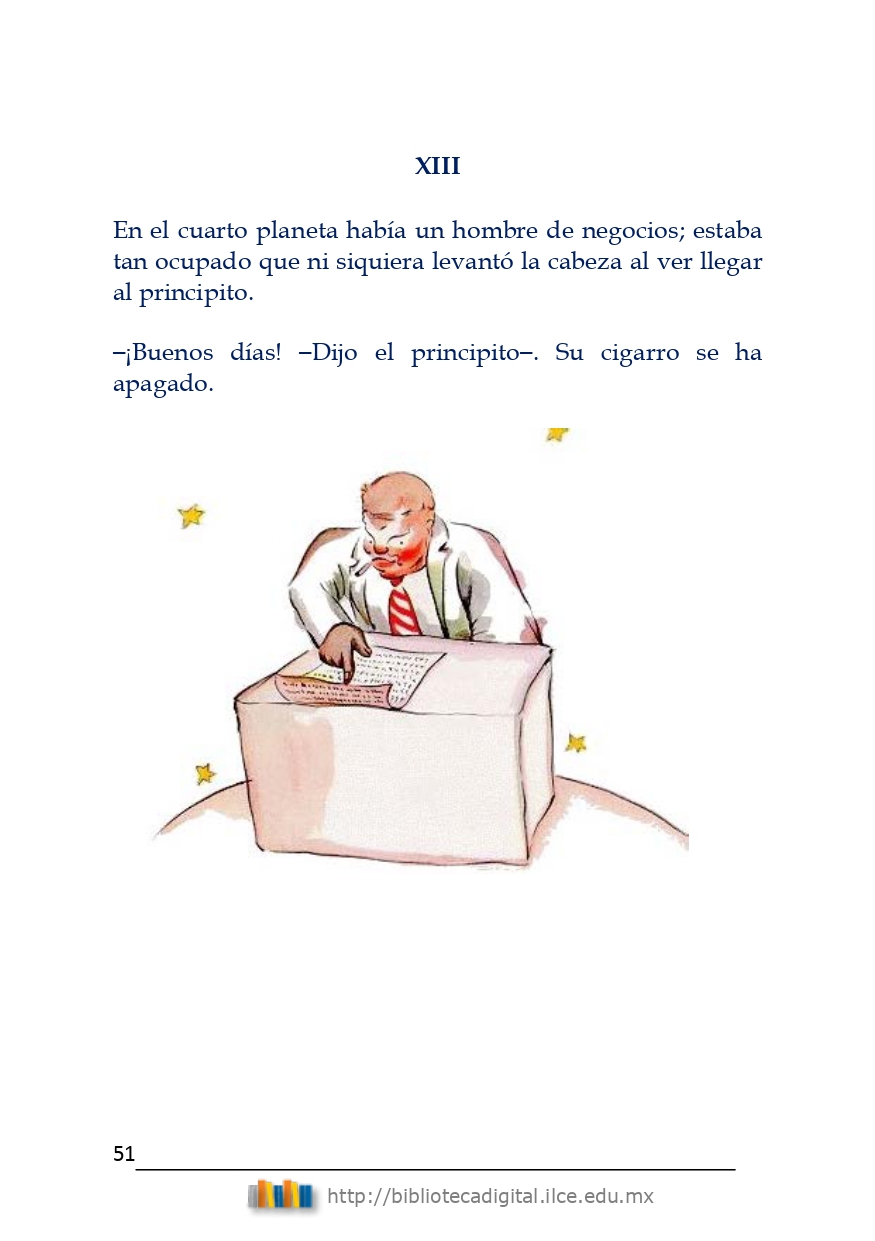 XIII
En el cuarto planeta había un hombre de negocios; estaba
tan ocupado que ni siquiera levantó la cabeza al ver llegar
al principito.
–¡Buenos días! –Dijo el principito–. Su cigarro se ha
apagado.
51
http://bibliotecadigital.ilce.edu.mx